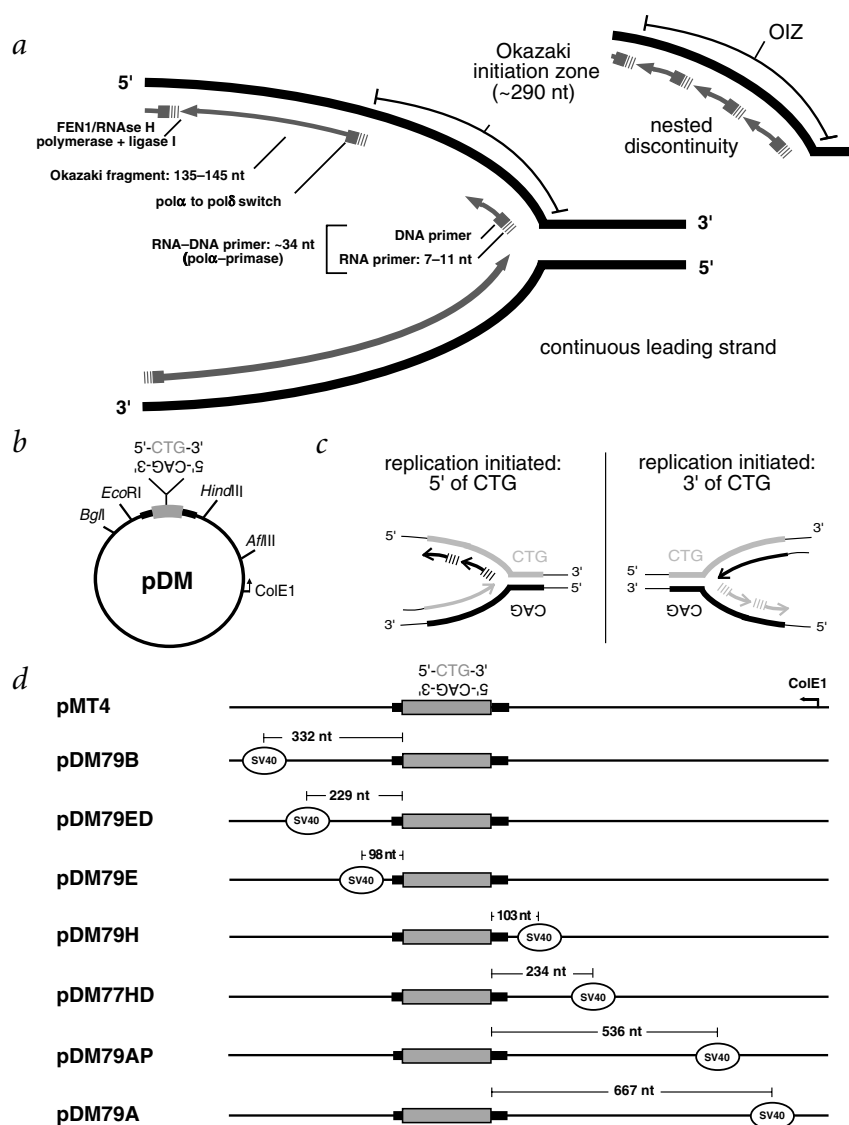 a
5'
FEN1/RNAse H
polymerase + ligase I
Okazaki fragment: 135–145 nt
polα to polδ switch
RNA–DNA primer: ~34 nt
(polα–primase)
DNA primer
RNA primer: 7–11 nt
Okazaki
initiation zone
(~290 nt)
OIZ
nested
discontinuity
3'
5'
continuous leading strand
3'
b
5'-CTG-3'
5'-CAG-3'
EcoRI
HindIII
BglI
AflIII
pDM
ColE1
c
replication initiated:
5' of CTG
5'
CTG
3'
5'
CAG
3'
replication initiated:
3' of CTG
3'
CTG
5'
3'
CAG
5'
d
5'-CTG-3'
5'-CAG-3'
ColE1
pMT4
332 nt
pDM79B
SV40
229 nt
pDM79ED
SV40
98 nt
pDM79E
SV40
103 nt
pDM79H
SV40
234 nt
pDM77HD
SV40
536 nt
pDM79AP
SV40
667 nt
pDM79A
SV40